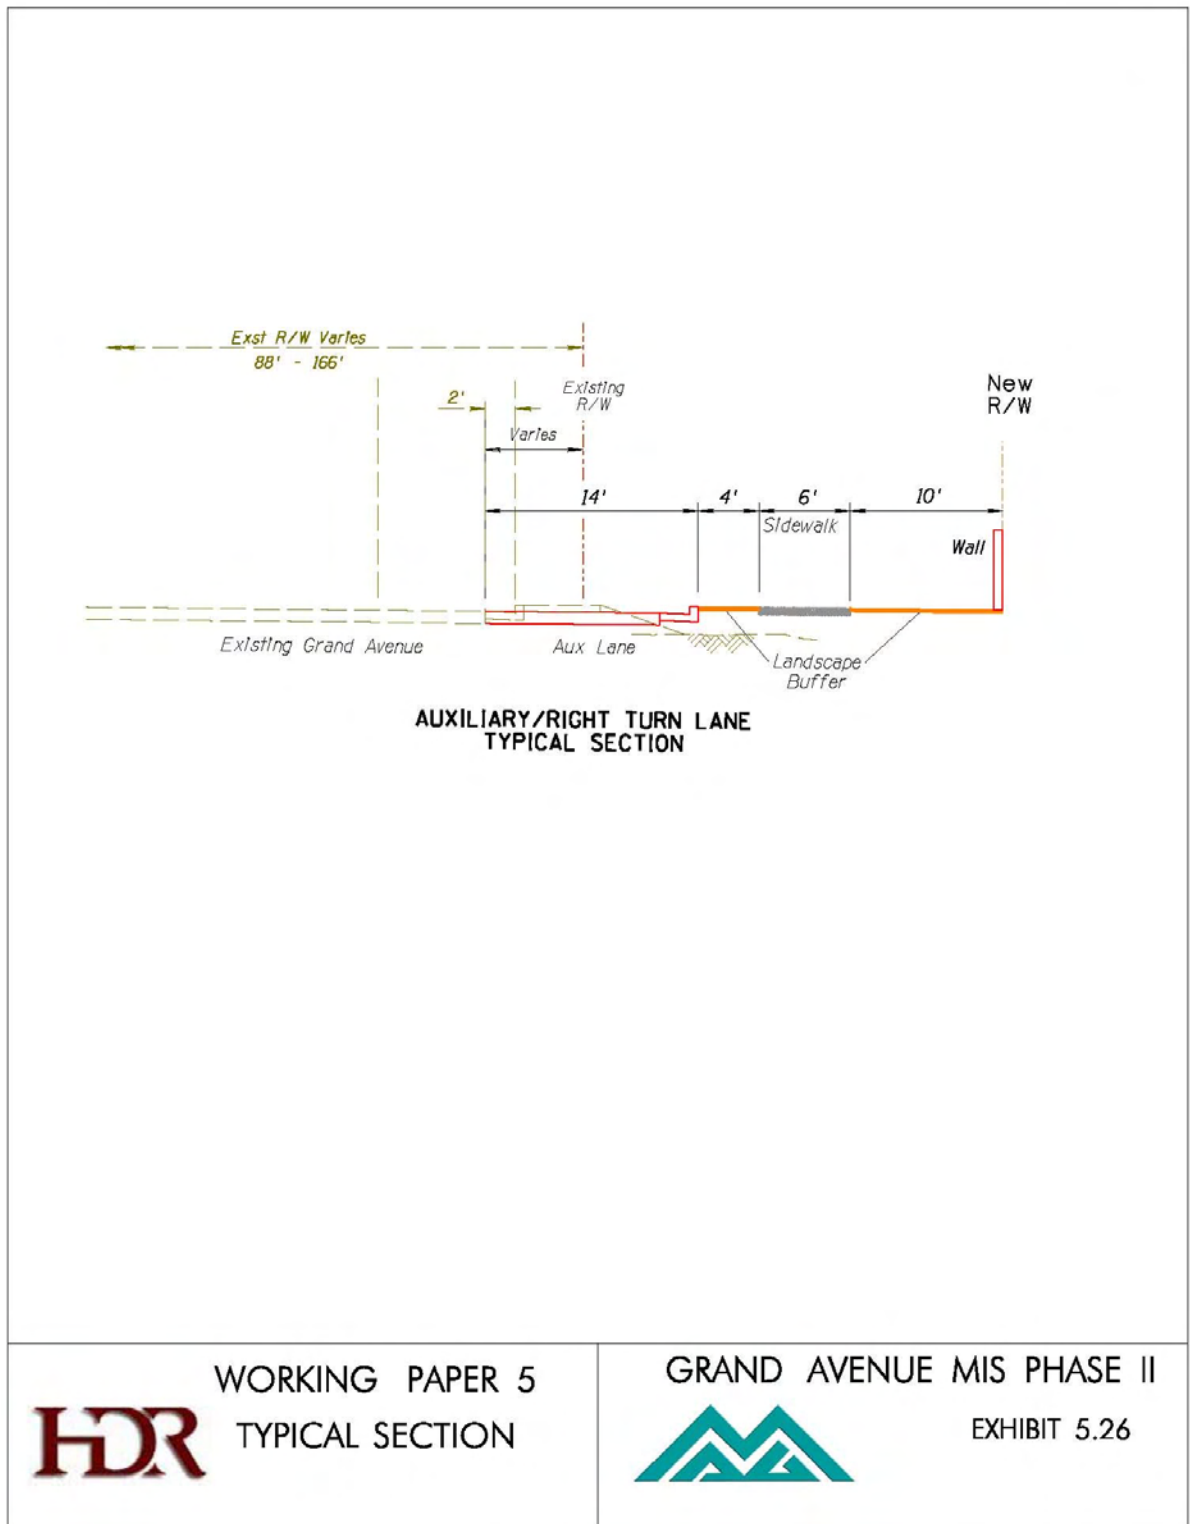 Exst R/W Varies
88' - 166'
2'
Existing
R/W
New
R/W
Varies
14'
4'
6'
10'
Sidewalk
Wall
Existing Grand Avenue
Aux Lane
Landscape
Buffer
AUXILIARY/RIGHT TURN LANE
TYPICAL SECTION
HDR
WORKING PAPER 5
TYPICAL SECTION
GRAND AVENUE MIS PHASE II
MAG
EXHIBIT 5.26